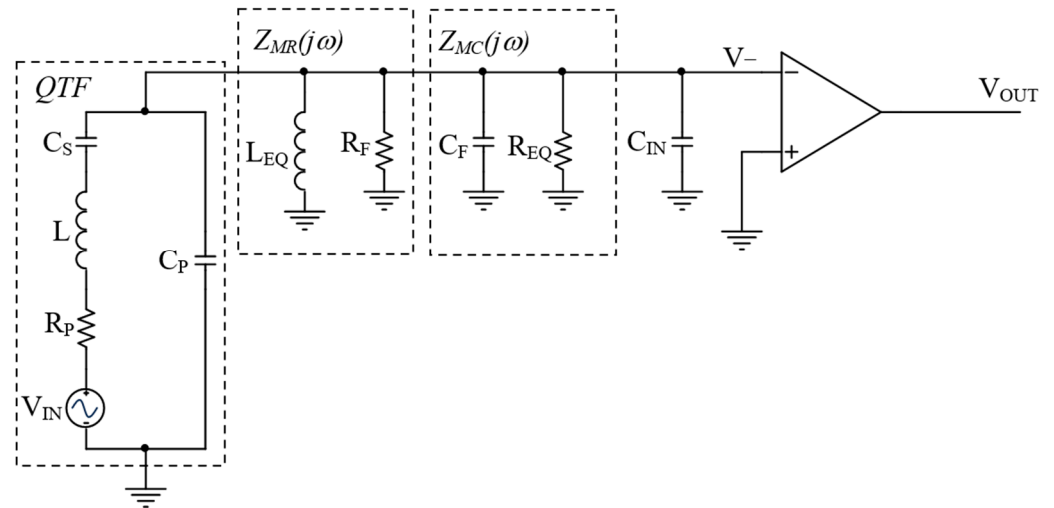 Z_MR(jω)
Z_MC(jω)
QTF
V−
V_OUT
C_S
L_EQ
R_F
C_F
R_EQ
C_IN
−
+
L
C_P
R_P
V_IN
+
-